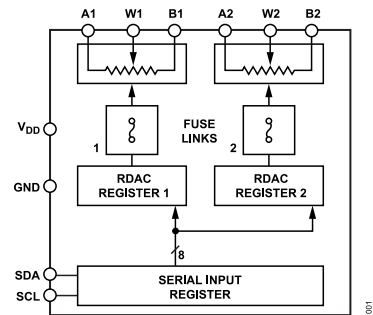 A1 W1 B1 A2 W2 B2
V_DD
1
FUSE
LINKS
2
GND
RDAC
REGISTER 1
RDAC
REGISTER 2
8
SDA
SCL
SERIAL INPUT
REGISTER
001